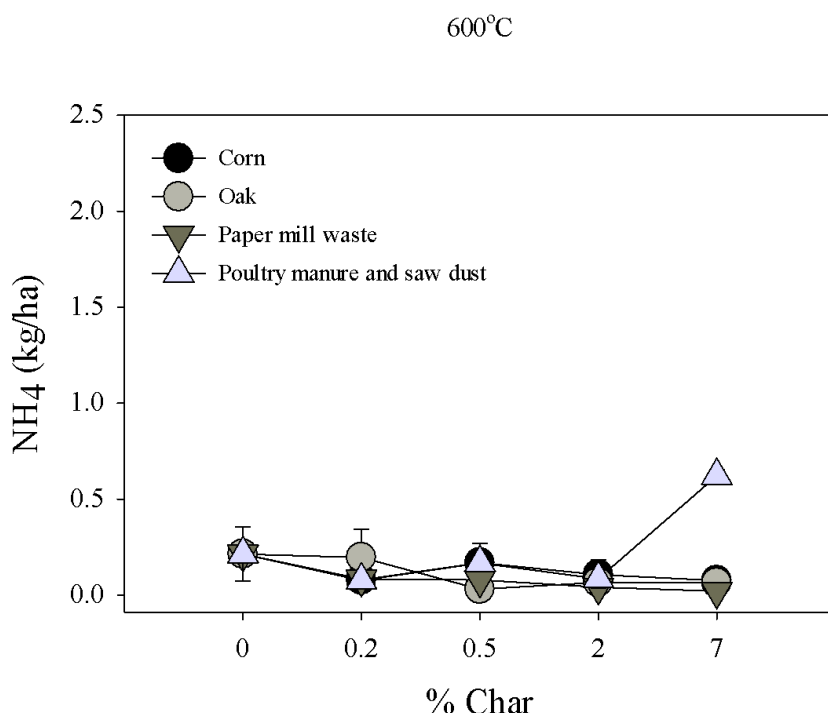 600°C
2.5
2.0
1.5
1.0
0.5
0.0
NH4 (kg/ha)
Corn
Oak
Paper mill waste
Poultry manure and saw dust
0 0.2 0.5 2 7
% Char